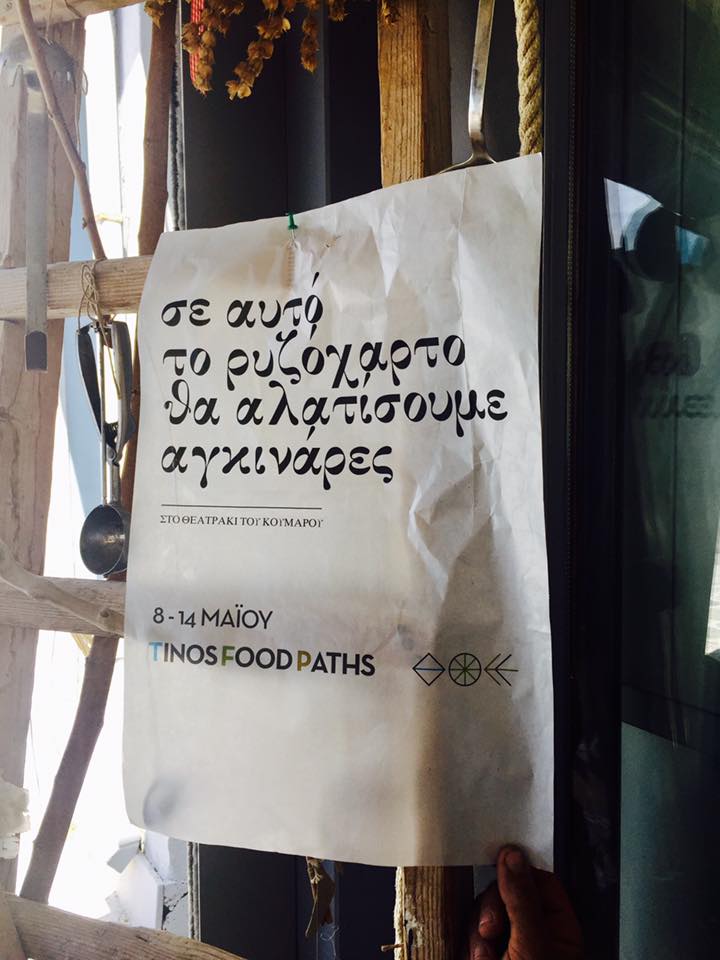 σε αυτό
το ρυζόχαρτο
θα αλατίσουμε
αγκινάρες
ΣΤΟ ΘΕΑΤΡΑΚΙ ΤΟΥ ΚΟΥΜΑΡΟΥ
8 - 14 ΜΑΪΟΥ
TINOS FOOD PATHS